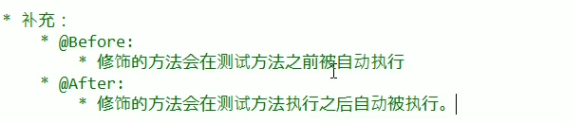 * 补充：
* @Before:
* 修饰的方法会在测试方法之前被自动执行
* @After:
* 修饰的方法会在测试方法执行之后自动被执行。